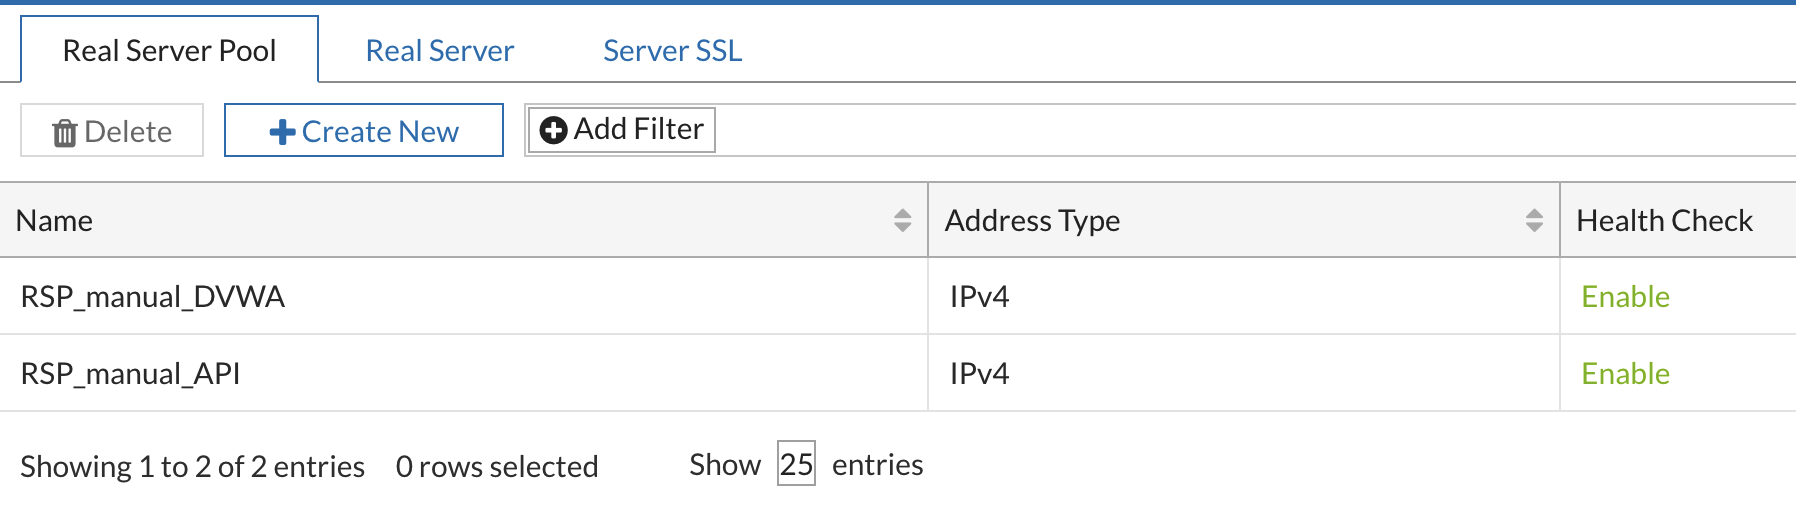 Real Server Pool Real Server Server SSL
Delete Create New Add Filter
Name Address Type Health Check
RSP_manual_DVWA IPv4 Enable
RSP_manual_API IPv4 Enable
Showing 1 to 2 of 2 entries 0 rows selected Show 25 entries